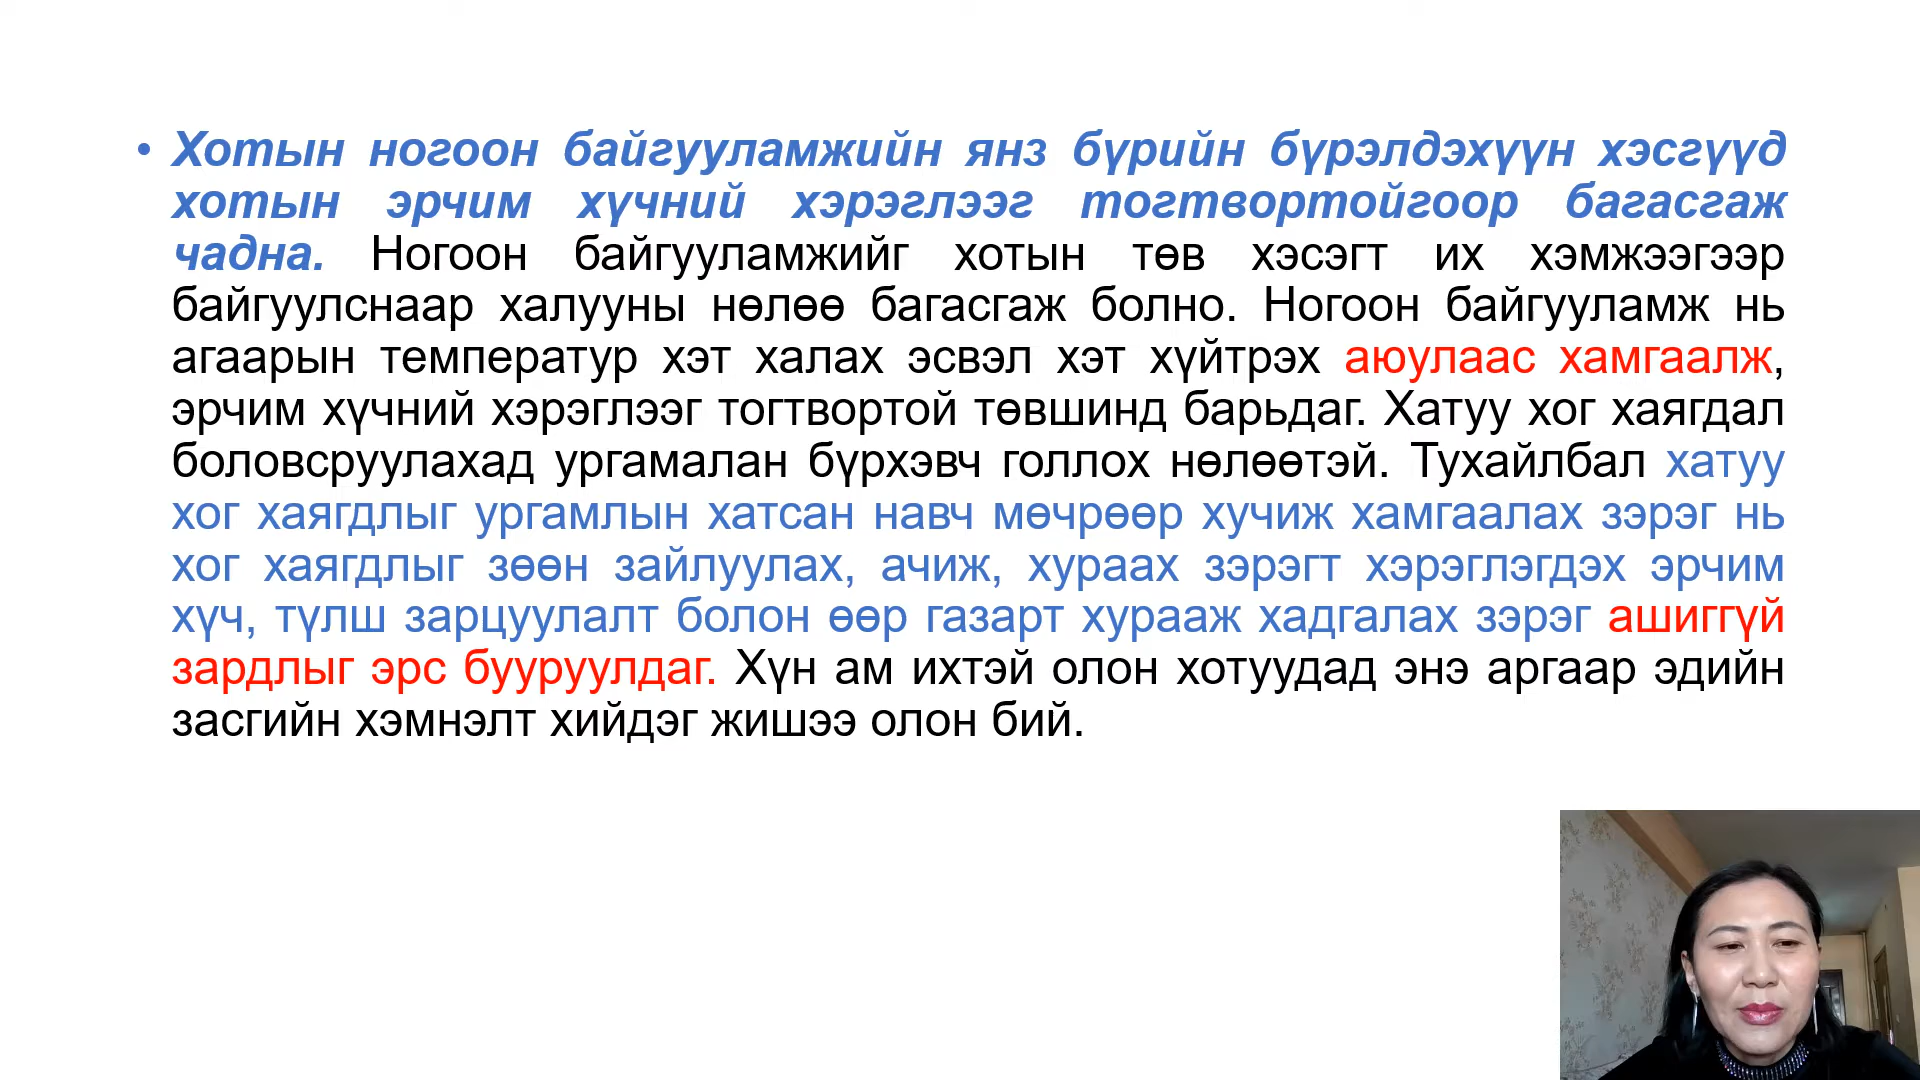 • Хотын ногоон байгууламжийн янз бүрийн бүрэлдэхүүн хэсгүүд
хотын эрчим хүчний хэрэглээг тогтвортойгоор багасгаж
чадна. Ногоон байгууламжийг хотын төв хэсэгт их хэмжээгээр
байгуулснаар халууны нөлөө багасгаж болно. Ногоон байгууламж нь
агаарын температур хэт халах эсвэл хэт хүйтрэх аюулаас хамгаалж,
эрчим хүчний хэрэглээг тогтвортой төвшинд барьдаг. Хатуу хог хаягдал
боловсруулахад ургамалан бүрхэвч голлох нөлөөтэй. Тухайлбал хатуу
хог хаягдлыг ургамлын хатсан навч мөчрөөр хучиж хамгаалах зэрэг нь
хог хаягдлыг зөөн зайлуулах, ачиж, хураах зэрэгт хэрэглэгдэх эрчим
хүч, түлш зарцуулалт болон өөр газарт хурааж хадгалах зэрэг ашиггүй
зардлыг эрс бууруулдаг. Хүн ам ихтэй олон хотуудад энэ аргаар эдийн
засгийн хэмнэлт хийдэг жишээ олон бий.